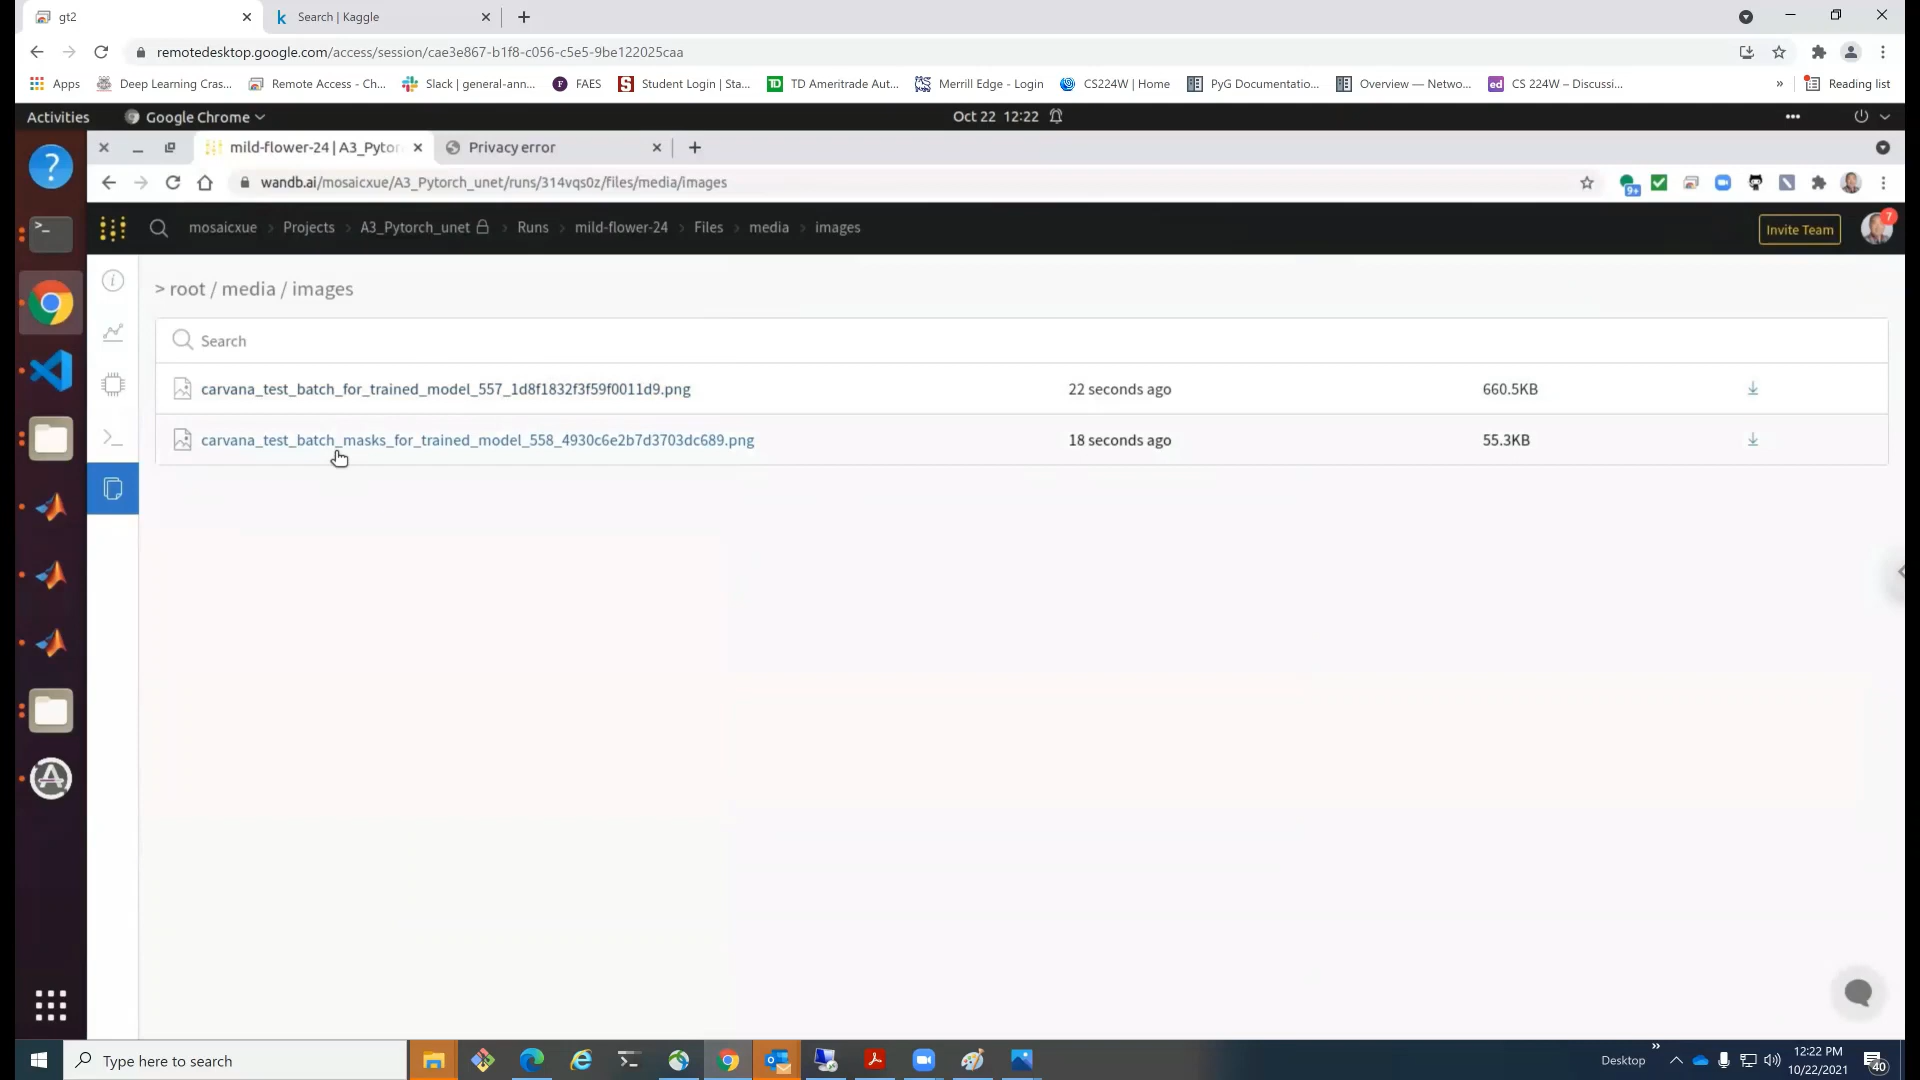 gt2
Search | Kaggle
remotedesktop.google.com/access/session/cae3e867-b1f8-c056-c5e5-9be122025caa
Apps
Deep Learning Cras...
Remote Access - Ch...
Slack | general-ann...
FAES
Student Login | Sta...
TD Ameritrade Aut...
Merrill Edge - Login
CS224W | Home
PyG Documentatio...
Overview — Netwo...
CS 224W – Discussi...
»
Reading list
Activities
Google Chrome
Oct 22 12:22
mild-flower-24 | A3_Pytor
Privacy error
wandb.ai/mosaicxue/A3_Pytorch_unet/runs/314vqs0z/files/media/images
9+
mosaicxue > Projects > A3_Pytorch_unet > Runs > mild-flower-24 > Files > media > images
Invite Team
7
> root / media / images
Search
carvana_test_batch_for_trained_model_557_1d8f1832f3f59f0011d9.png 22 seconds ago 660.5KB
carvana_test_batch_masks_for_trained_model_558_4930c6e2b7d3703dc689.png 18 seconds ago 55.3KB
Type here to search
Desktop
»
12:22 PM
10/22/2021
40